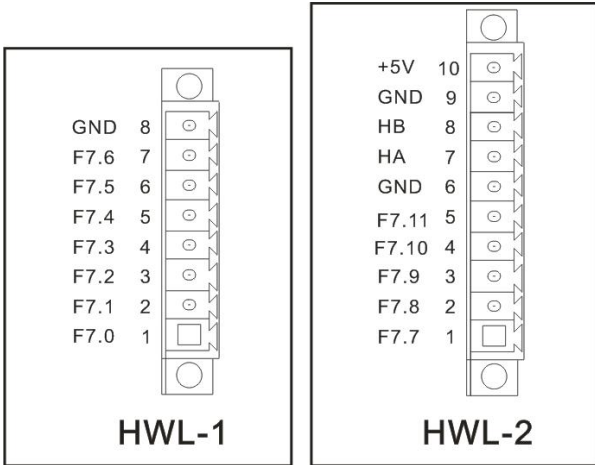 GND 8
F7.6 7
F7.5 6
F7.4 5
F7.3 4
F7.2 3
F7.1 2
F7.0 1
HWL-1
+5V 10
GND 9
HB 8
HA 7
GND 6
F7.11 5
F7.10 4
F7.9 3
F7.8 2
F7.7 1
HWL-2